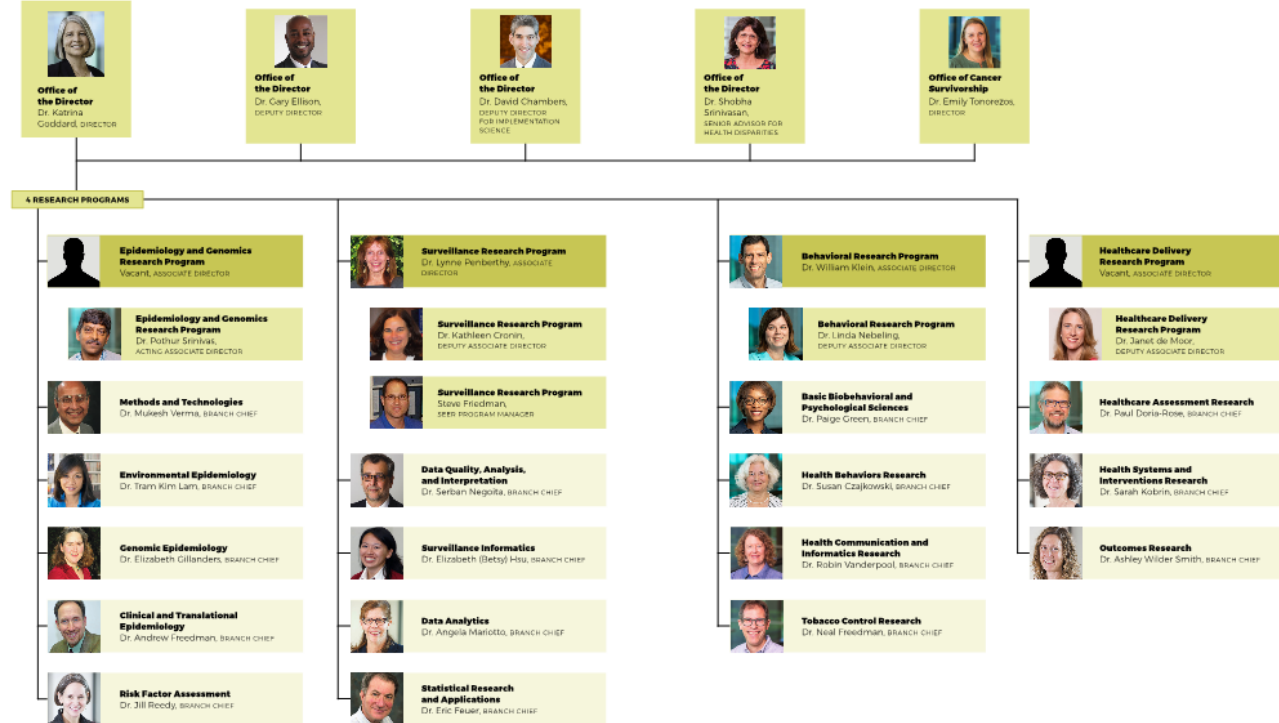 Office of
the Director
Dr. Katrina
Goddard, DIRECTOR
Office of
the Director
Dr. Gary Ellison,
DEPUTY DIRECTOR
Office of
the Director
Dr. David Chambers,
DEPUTY DIRECTOR
FOR IMPLEMENTATION
SCIENCE
Office of
the Director
Dr. Shobha
Srinivasan,
SENIOR ADVISOR FOR
HEALTH DISPARITIES
Office of Cancer
Survivorship
Dr. Emily Tonorezos,
DIRECTOR
4 RESEARCH PROGRAMS
Epidemiology and Genomics
Research Program
Vacant, ASSOCIATE DIRECTOR
Epidemiology and Genomics
Research Program
Dr. Pothur Srinivas,
ACTING ASSOCIATE DIRECTOR
Methods and Technologies
Dr. Mukesh Verma, BRANCH CHIEF
Environmental Epidemiology
Dr. Tram Kim Lam, BRANCH CHIEF
Genomic Epidemiology
Dr. Elizabeth Gillanders, BRANCH CHIEF
Clinical and Translational
Epidemiology
Dr. Andrew Freedman, BRANCH CHIEF
Risk Factor Assessment
Dr. Jill Reedy, BRANCH CHIEF
Surveillance Research Program
Dr. Lynne Penberthy, ASSOCIATE
DIRECTOR
Surveillance Research Program
Dr. Kathleen Cronin,
DEPUTY ASSOCIATE DIRECTOR
Surveillance Research Program
Steve Friedman,
SEER PROGRAM MANAGER
Data Quality, Analysis,
and Interpretation
Dr. Serban Negoita, BRANCH CHIEF
Surveillance Informatics
Dr. Elizabeth (Betsy) Hsu, BRANCH CHIEF
Data Analytics
Dr. Angela Mariotto, BRANCH CHIEF
Statistical Research
and Applications
Dr. Eric Feuer, BRANCH CHIEF
Behavioral Research Program
Dr. William Klein, ASSOCIATE DIRECTOR
Behavioral Research Program
Dr. Linda Nebeling,
DEPUTY ASSOCIATE DIRECTOR
Basic Biobehavioral and
Psychological Sciences
Dr. Paige Green, BRANCH CHIEF
Health Behaviors Research
Dr. Susan Czajkowski, BRANCH CHIEF
Health Communication and
Informatics Research
Dr. Robin Vanderpool, BRANCH CHIEF
Tobacco Control Research
Dr. Neal Freedman, BRANCH CHIEF
Healthcare Delivery
Research Program
Vacant, ASSOCIATE DIRECTOR
Healthcare Delivery
Research Program
Dr. Janet de Moor,
DEPUTY ASSOCIATE DIRECTOR
Healthcare Assessment Research
Dr. Paul Doria-Rose, BRANCH CHIEF
Health Systems and
Interventions Research
Dr. Sarah Kobrin, BRANCH CHIEF
Outcomes Research
Dr. Ashley Wilder Smith, BRANCH CHIEF